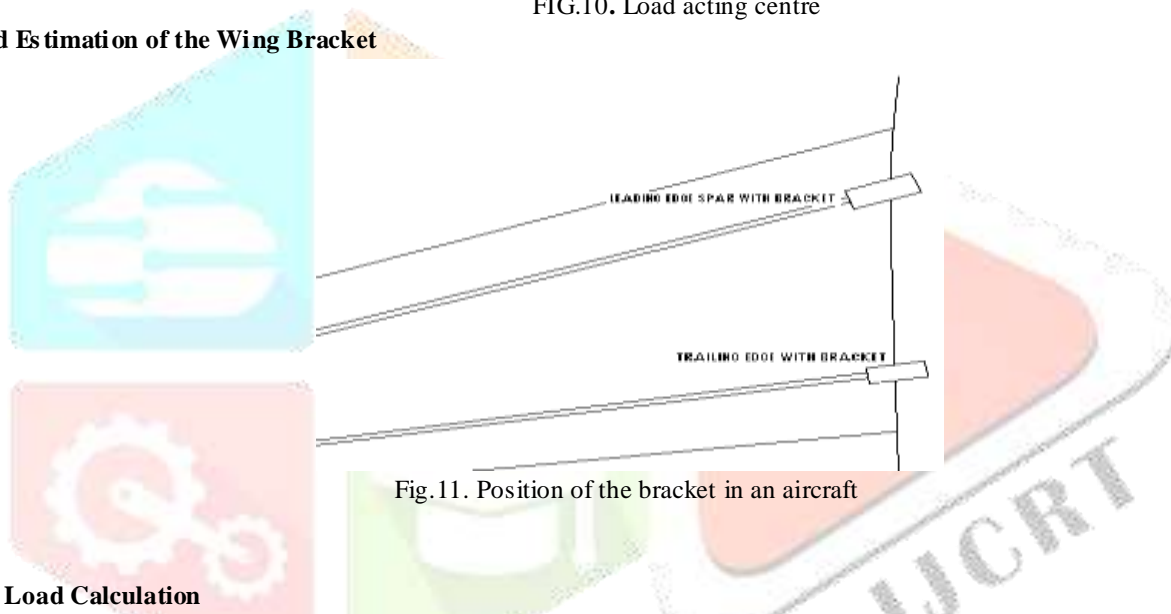 FIG.10. Load acting centre
d Estimation of the Wing Bracket
LEADING EDGE SPAR WITH BRACKET
TRAILING EDGE WITH BRACKET
Fig.11. Position of the bracket in an aircraft
Load Calculation
IJCRT